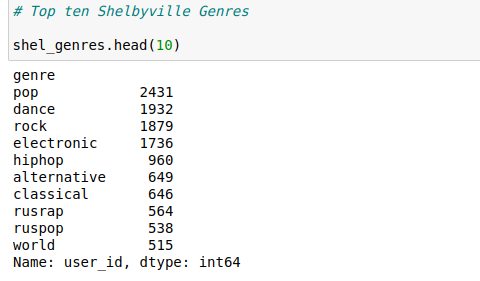 # Top ten Shelbyville Genres
shel_genres.head(10)
genre
pop 2431
dance 1932
rock 1879
electronic 1736
hiphop 960
alternative 649
classical 646
rusrap 564
ruspop 538
world 515
Name: user_id, dtype: int64